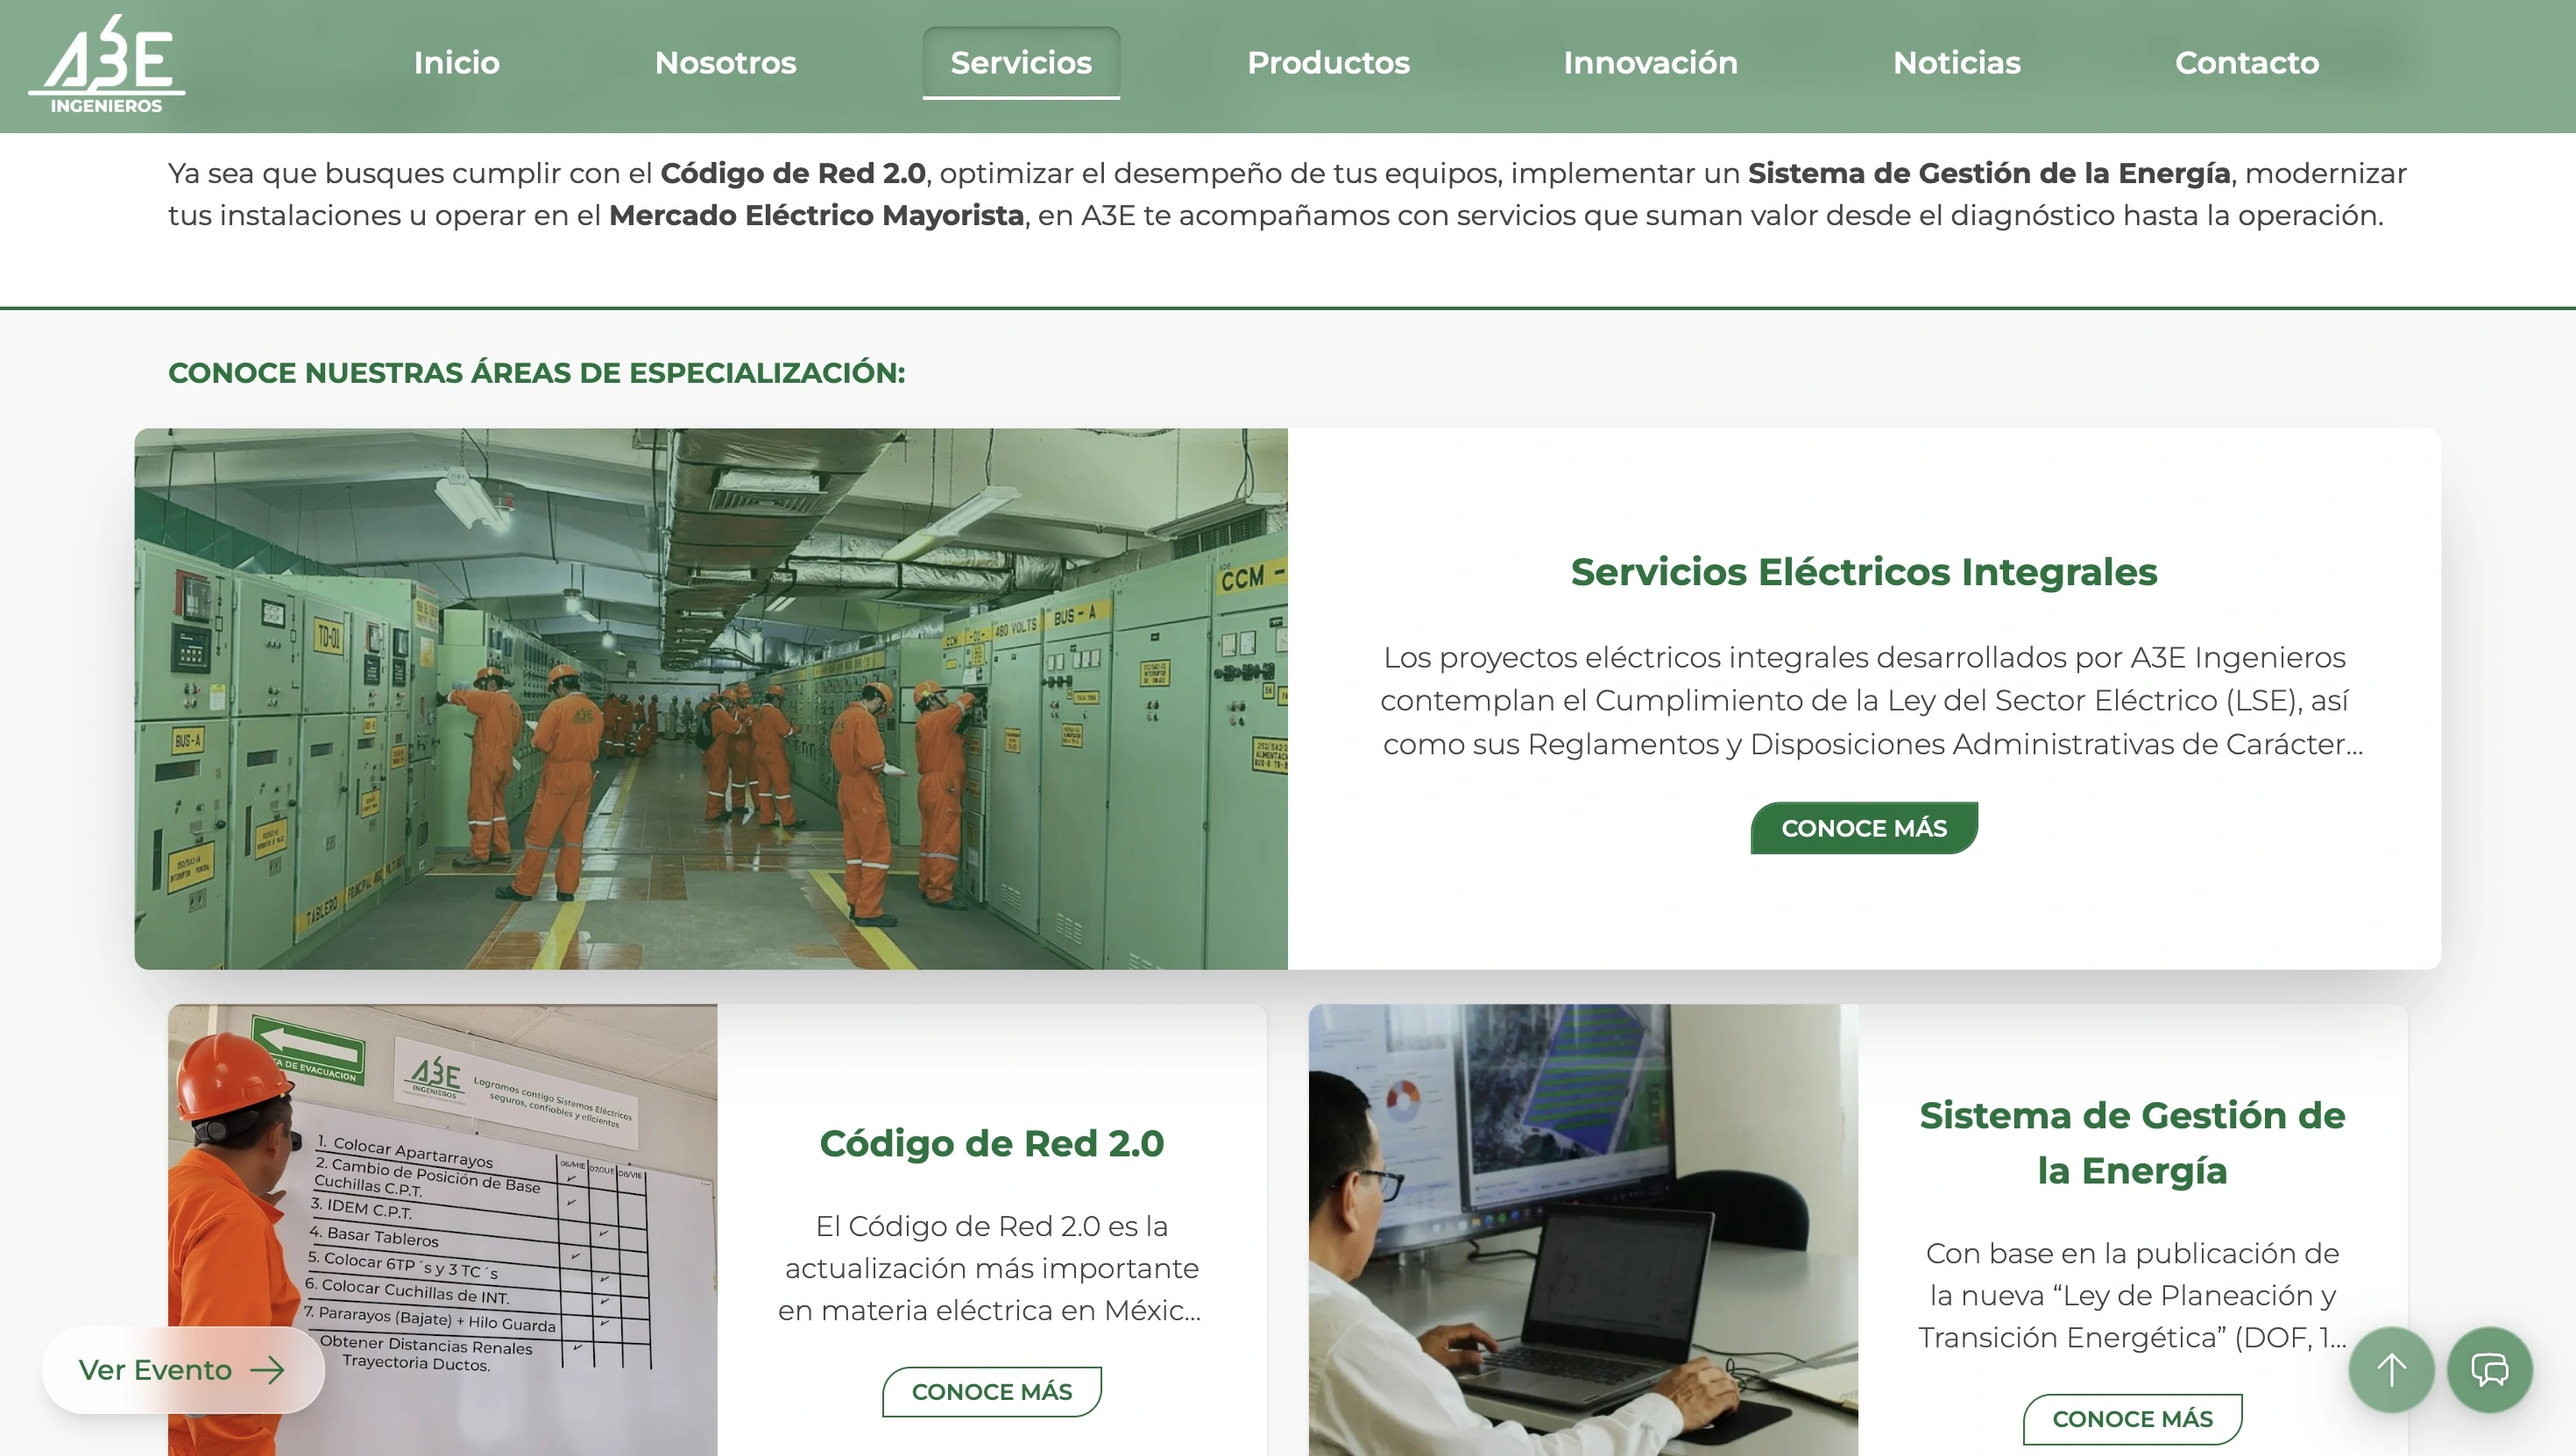 A3E
INGENIEROS
Inicio
Nosotros
Servicios
Productos
Innovación
Noticias
Contacto
Ya sea que busques cumplir con el Código de Red 2.0, optimizar el desempeño de tus equipos, implementar un Sistema de Gestión de la Energía, modernizar
tus instalaciones u operar en el Mercado Eléctrico Mayorista, en A3E te acompañamos con servicios que suman valor desde el diagnóstico hasta la operación.
CONOCE NUESTRAS ÁREAS DE ESPECIALIZACIÓN:
TD-01
BUS-A
CCM -01-
480 VOLTS
BUS - A
CCM -
TABLERO PRINCIPAL
A3E
Servicios Eléctricos Integrales
Los proyectos eléctricos integrales desarrollados por A3E Ingenieros
contemplan el Cumplimiento de la Ley del Sector Eléctrico (LSE), así
como sus Reglamentos y Disposiciones Administrativas de Carácter...
CONOCE MÁS
DE EVACUACION
A3E
INGENIEROS
Logramos contigo Sistemas Eléctricos
seguros, confiables y eficientes
06/MIE 07/JUE 08/VIE
1. Colocar Apartarrayos
2. Cambio de Posición de Base
Cuchillas C.P.T.
3. IDEM C.P.T.
4. Basar Tableros
5. Colocar 6TP´s y 3 TC´s
6. Colocar Cuchillas de INT.
7. Pararayos (Bajate) + Hilo Guarda
Obtener Distancias Renales
Trayectoria Ductos.
Código de Red 2.0
El Código de Red 2.0 es la
actualización más importante
en materia eléctrica en Méxic...
CONOCE MÁS
Sistema de Gestión de
la Energía
Con base en la publicación de
la nueva “Ley de Planeación y
Transición Energética” (DOF, 1...
CONOCE MÁS
Ver Evento